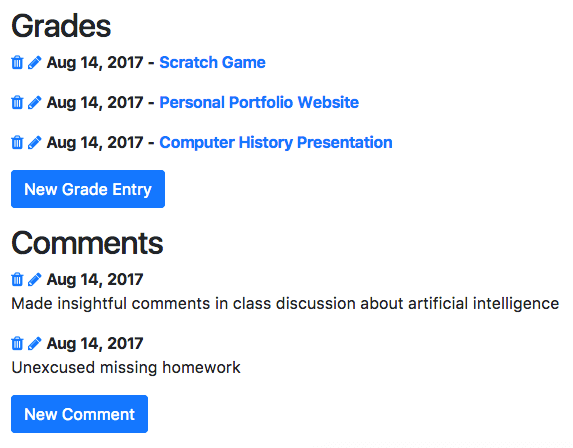 Grades
Aug 14, 2017 - Scratch Game
Aug 14, 2017 - Personal Portfolio Website
Aug 14, 2017 - Computer History Presentation
New Grade Entry
Comments
Aug 14, 2017
Made insightful comments in class discussion about artificial intelligence
Aug 14, 2017
Unexcused missing homework
New Comment